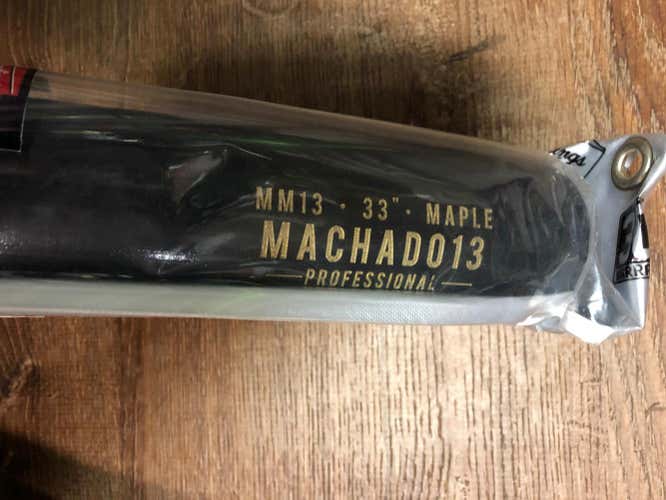 MM13 · 33" · MAPLE
MACHADO13
PROFESSIONAL